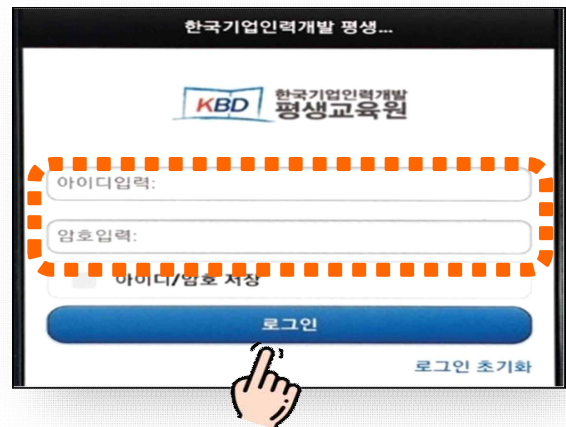 한국기업인력개발 평생...
KBD 한국기업인력개발
평생교육원
아이디입력:
암호입력:
아이디/암호 저장
로그인
로그인 초기화